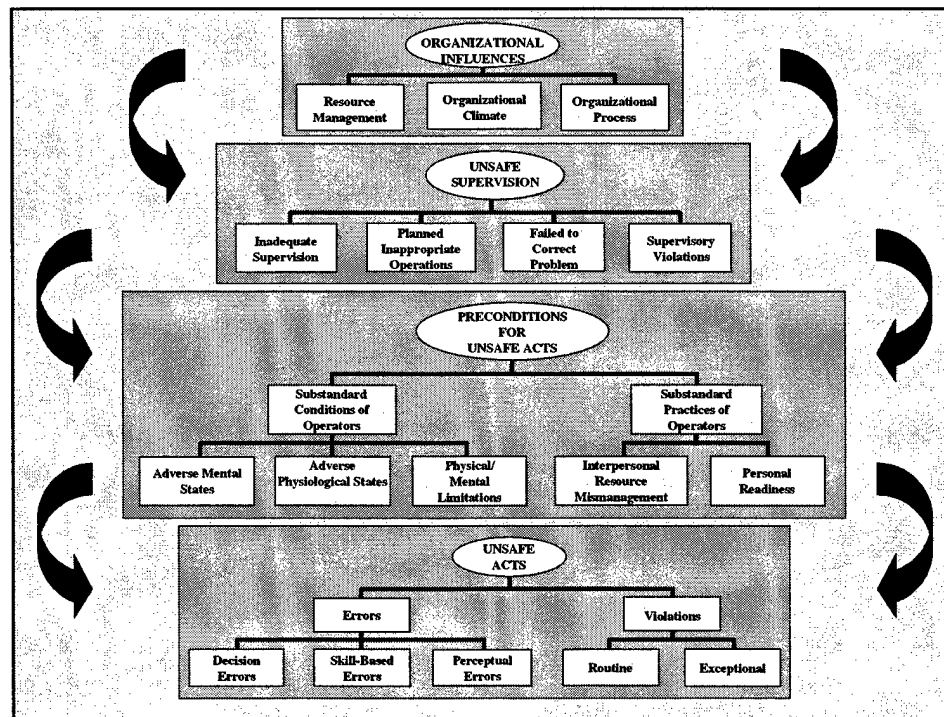 ORGANIZATIONAL
INFLUENCES
Resource
Management
Organizational
Climate
Organizational
Process
UNSAFE
SUPERVISION
Inadequate
Supervision
Planned
Inappropriate
Operations
Failed to
Correct
Problem
Supervisory
Violations
PRECONDITIONS
FOR
UNSAFE ACTS
Substandard
Conditions of
Operators
Substandard
Practices of
Operators
Adverse Mental
States
Adverse
Physiological States
Physical/
Mental
Limitations
Interpersonal
Resource
Mismanagement
Personal
Readiness
UNSAFE
ACTS
Errors
Violations
Decision
Errors
Skill-Based
Errors
Perceptual
Errors
Routine
Exceptional